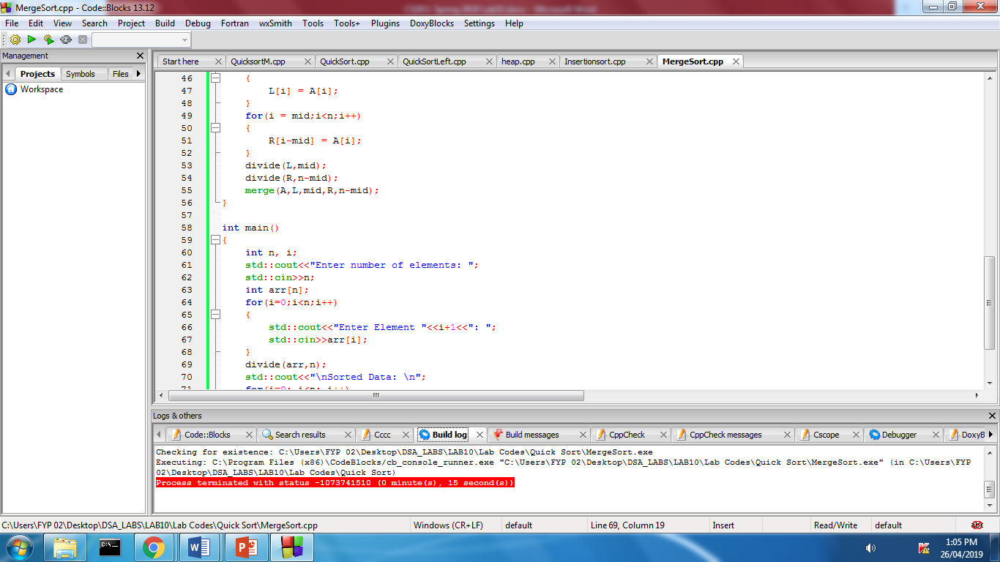 MergeSort.cpp - Code::Blocks 13.12
File Edit View Search Project Build Debug Fortran wxSmith Tools Tools+ Plugins DoxyBlocks Settings Help
Management
Projects Symbols Files
Workspace
Start here QuicksortM.cpp QuickSort.cpp QuickSortLeft.cpp heap.cpp Insertionsort.cpp MergeSort.cpp
46 {
47 L[i] = A[i];
48 }
49 for(i = mid;i<n;i++)
50 {
51 R[i-mid] = A[i];
52 }
53 divide(L,mid);
54 divide(R,n-mid);
55 merge(A,L,mid,R,n-mid);
56 }
57
58 int main()
59 {
60 int n, i;
61 std::cout<<"Enter number of elements: ";
62 std::cin>>n;
63 int arr[n];
64 for(i=0;i<n;i++)
65 {
66 std::cout<<"Enter Element "<<i+1<<": ";
67 std::cin>>arr[i];
68 }
69 divide(arr,n);
70 std::cout<<"\nSorted Data: \n";
71 for(i=0; i<n; i++)
Logs & others
Code::Blocks Search results Cccc Build log Build messages CppCheck CppCheck messages Cscope Debugger DoxyB
Checking for existence: C:\Users\FYP 02\Desktop\DSA_LABS\LAB10\Lab Codes\Quick Sort\MergeSort.exe
Executing: C:\Program Files (x86)\CodeBlocks/cb_console_runner.exe "C:\Users\FYP 02\Desktop\DSA_LABS\LAB10\Lab Codes\Quick Sort\MergeSort.exe" (in C:\Users\FYP
02\Desktop\DSA_LABS\LAB10\Lab Codes\Quick Sort)
Process terminated with status -1073741510 (0 minute(s), 15 second(s))
C:\Users\FYP 02\Desktop\DSA_LABS\LAB10\Lab Codes\Quick Sort\MergeSort.cpp Windows (CR+LF) default Line 69, Column 19 Insert Read/Write default abc
C:\_
1:05 PM
26/04/2019